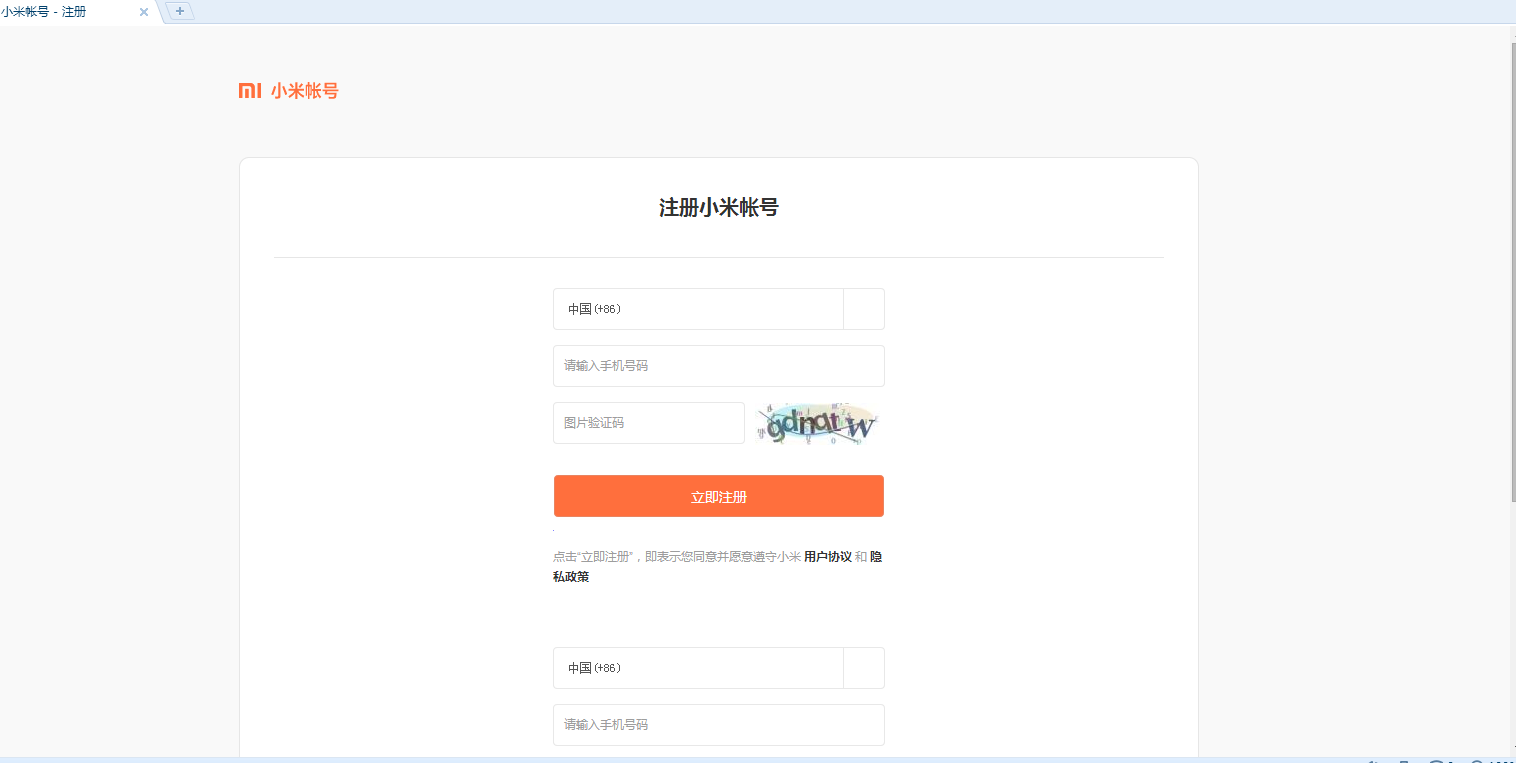 小米帐号 - 注册
mi 小米帐号
注册小米帐号
中国 (+86)
请输入手机号码
图片验证码
gdnatw
立即注册
点击“立即注册”，即表示您同意并愿意遵守小米 用户协议 和 隐
私政策
中国 (+86)
请输入手机号码